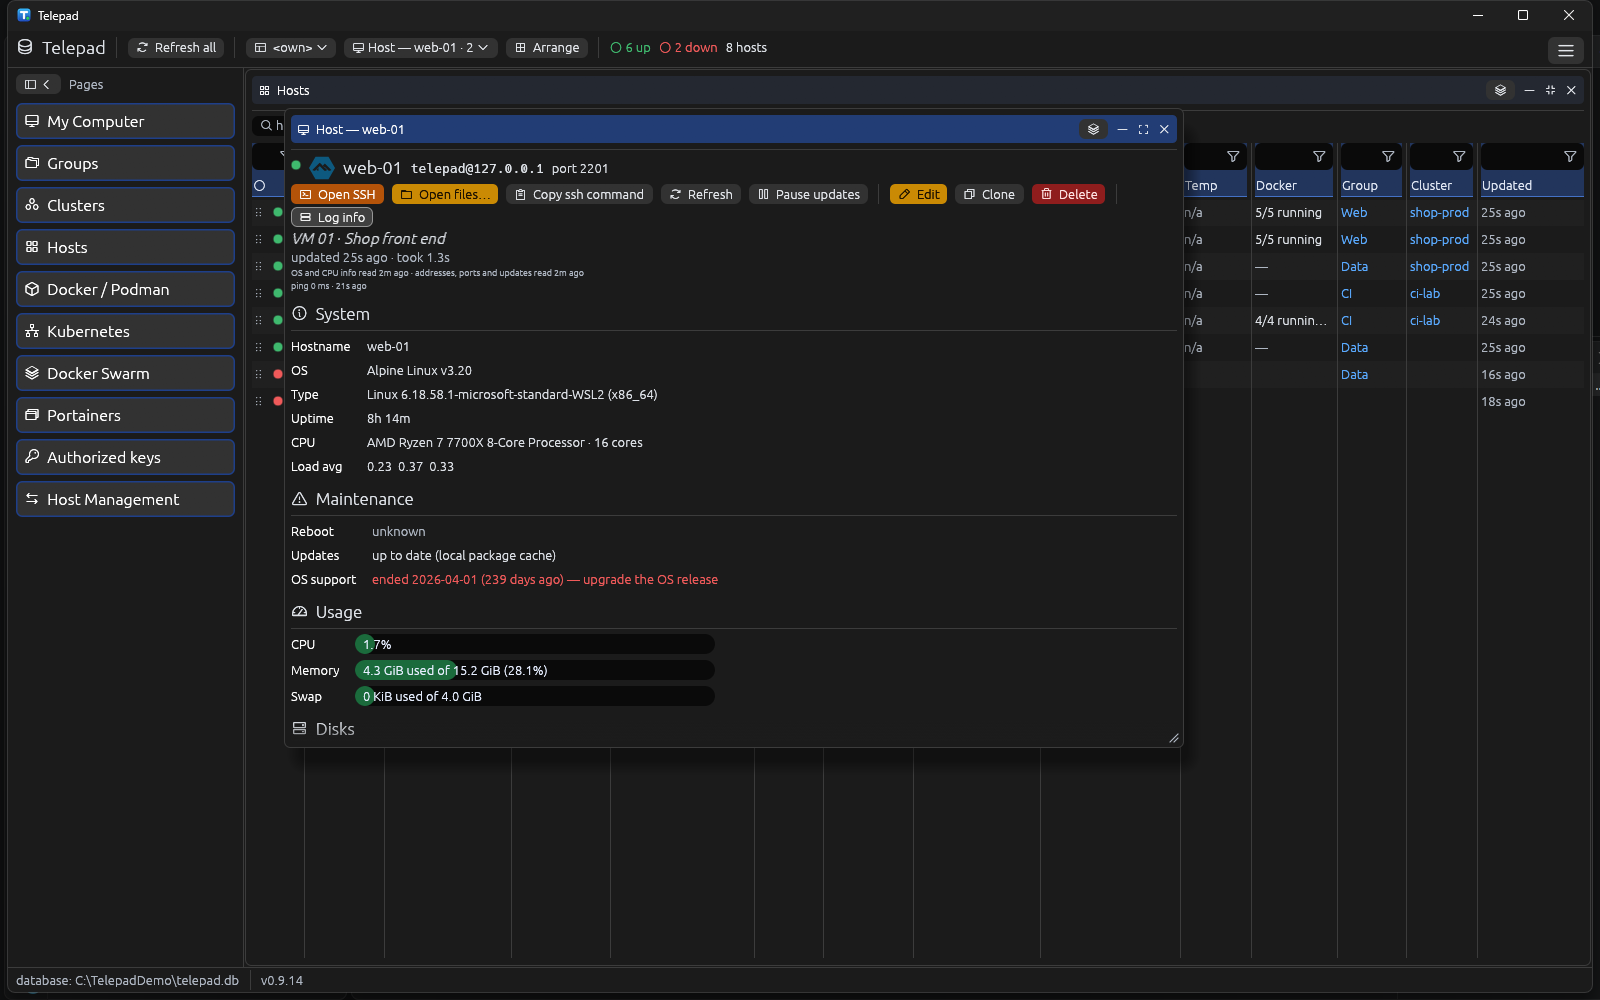 Telepad
Telepad Refresh all <own> Host — web-01 · 2 Arrange 6 up 2 down 8 hosts
Pages
My Computer
Groups
Clusters
Hosts
Docker / Podman
Kubernetes
Docker Swarm
Portainers
Authorized keys
Host Management
Hosts
h
Host — web-01
web-01 telepad@127.0.0.1 port 2201
Open SSH Open files... Copy ssh command Refresh Pause updates Edit Clone Delete
Log info
VM 01 · Shop front end
updated 25s ago · took 1.3s
OS and CPU info read 2m ago · addresses, ports and updates read 2m ago
ping 0 ms · 21s ago
System
Hostname web-01
OS Alpine Linux v3.20
Type Linux 6.18.58.1-microsoft-standard-WSL2 (x86_64)
Uptime 8h 14m
CPU AMD Ryzen 7 7700X 8-Core Processor · 16 cores
Load avg 0.23 0.37 0.33
Maintenance
Reboot unknown
Updates up to date (local package cache)
OS support ended 2026-04-01 (239 days ago) — upgrade the OS release
Usage
CPU 1.7%
Memory 4.3 GiB used of 15.2 GiB (28.1%)
Swap 0 KiB used of 4.0 GiB
Disks
Temp Docker Group Cluster Updated
n/a 5/5 running Web shop-prod 25s ago
n/a 5/5 running Web shop-prod 25s ago
n/a — Data shop-prod 25s ago
n/a — CI ci-lab 25s ago
n/a 4/4 runnin... CI ci-lab 24s ago
n/a — Data 25s ago
Data 16s ago
18s ago
database: C:\TelepadDemo\telepad.db v0.9.14